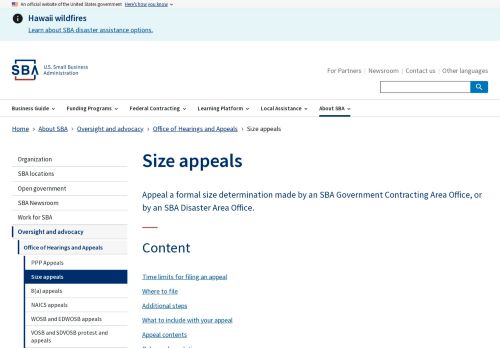 An official website of the United States government Here's how you know
Hawaii wildfires
Learn about SBA disaster assistance options.
SBA U.S. Small Business
Administration
For Partners Newsroom Contact us Other languages
Business Guide Funding Programs Federal Contracting Learning Platform Local Assistance About SBA
Home About SBA Oversight and advocacy Office of Hearings and Appeals Size appeals
Organization
SBA locations
Open government
SBA Newsroom
Work for SBA
Oversight and advocacy
Office of Hearings and Appeals
PPP Appeals
Size appeals
8(a) appeals
NAICS appeals
WOSB and EDWOSB appeals
VOSB and SDVOSB protest and
appeals
Size appeals
Appeal a formal size determination made by an SBA Government Contracting Area Office, or
by an SBA Disaster Area Office.
Content
Time limits for filing an appeal
Where to file
Additional steps
What to include with your appeal
Appeal contents